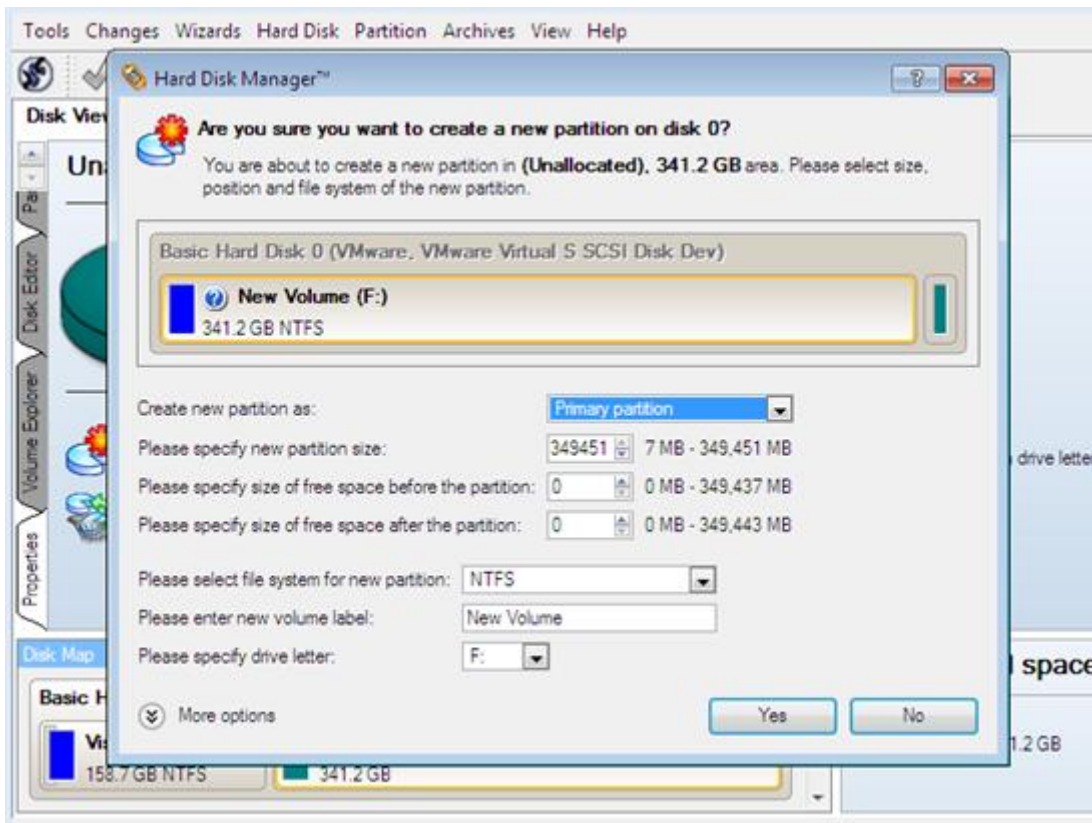 Tools Changes Wizards Hard Disk Partition Archives View Help
Hard Disk Manager™
Disk View
Are you sure you want to create a new partition on disk 0?
You are about to create a new partition in (Unallocated), 341.2 GB area. Please select size,
position and file system of the new partition.
Disk Editor
Volume Explorer
Properties
Basic Hard Disk 0 (VMware, VMware Virtual S SCSI Disk Dev)
New Volume (F:)
341.2 GB NTFS
Create new partition as: Primary partition
Please specify new partition size: 349451 7 MB - 349,451 MB
Please specify size of free space before the partition: 0 0 MB - 349,437 MB
Please specify size of free space after the partition: 0 0 MB - 349,443 MB
drive letter
Please select file system for new partition: NTFS
Please enter new volume label: New Volume
Please specify drive letter: F:
More options Yes No
Disk Map
space
Basic H
Vis
158.7 GB NTFS 341.2 GB
1.2 GB